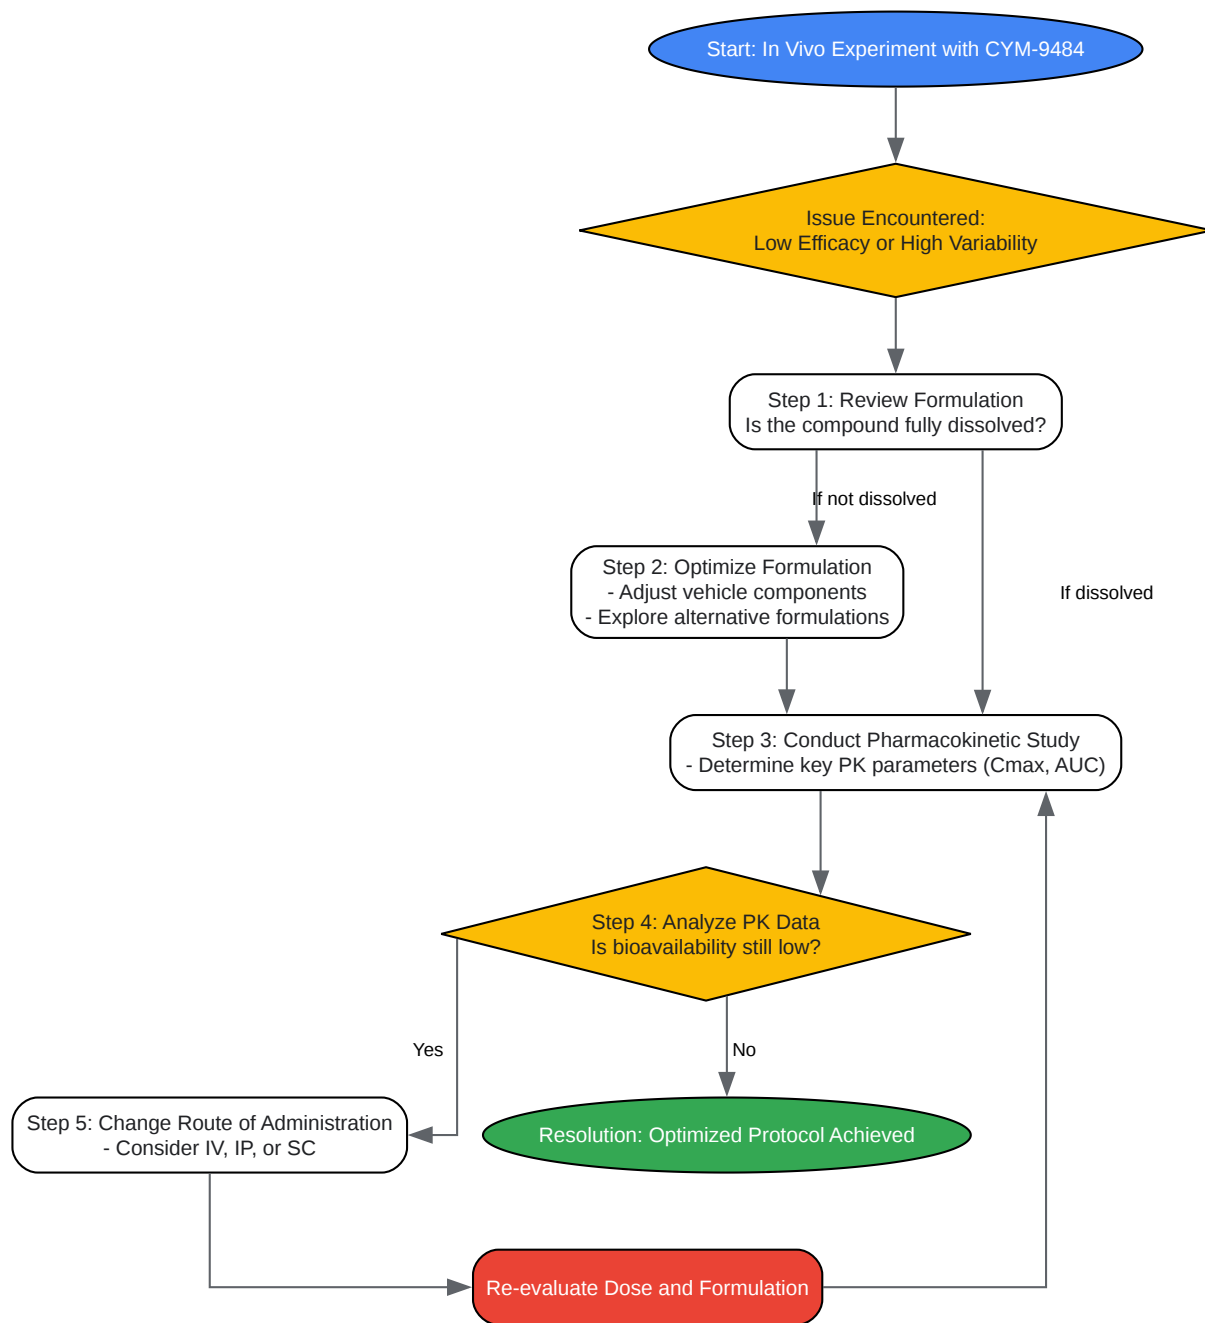 Start: In Vivo Experiment with CYM-9484
Issue Encountered:
Low Efficacy or High Variability
Step 1: Review Formulation
Is the compound fully dissolved?
If not dissolved
Step 2: Optimize Formulation
- Adjust vehicle components
- Explore alternative formulations
If dissolved
Step 3: Conduct Pharmacokinetic Study
- Determine key PK parameters (Cmax, AUC)
Step 4: Analyze PK Data
Is bioavailability still low?
Yes
No
Step 5: Change Route of Administration
- Consider IV, IP, or SC
Resolution: Optimized Protocol Achieved
Re-evaluate Dose and Formulation